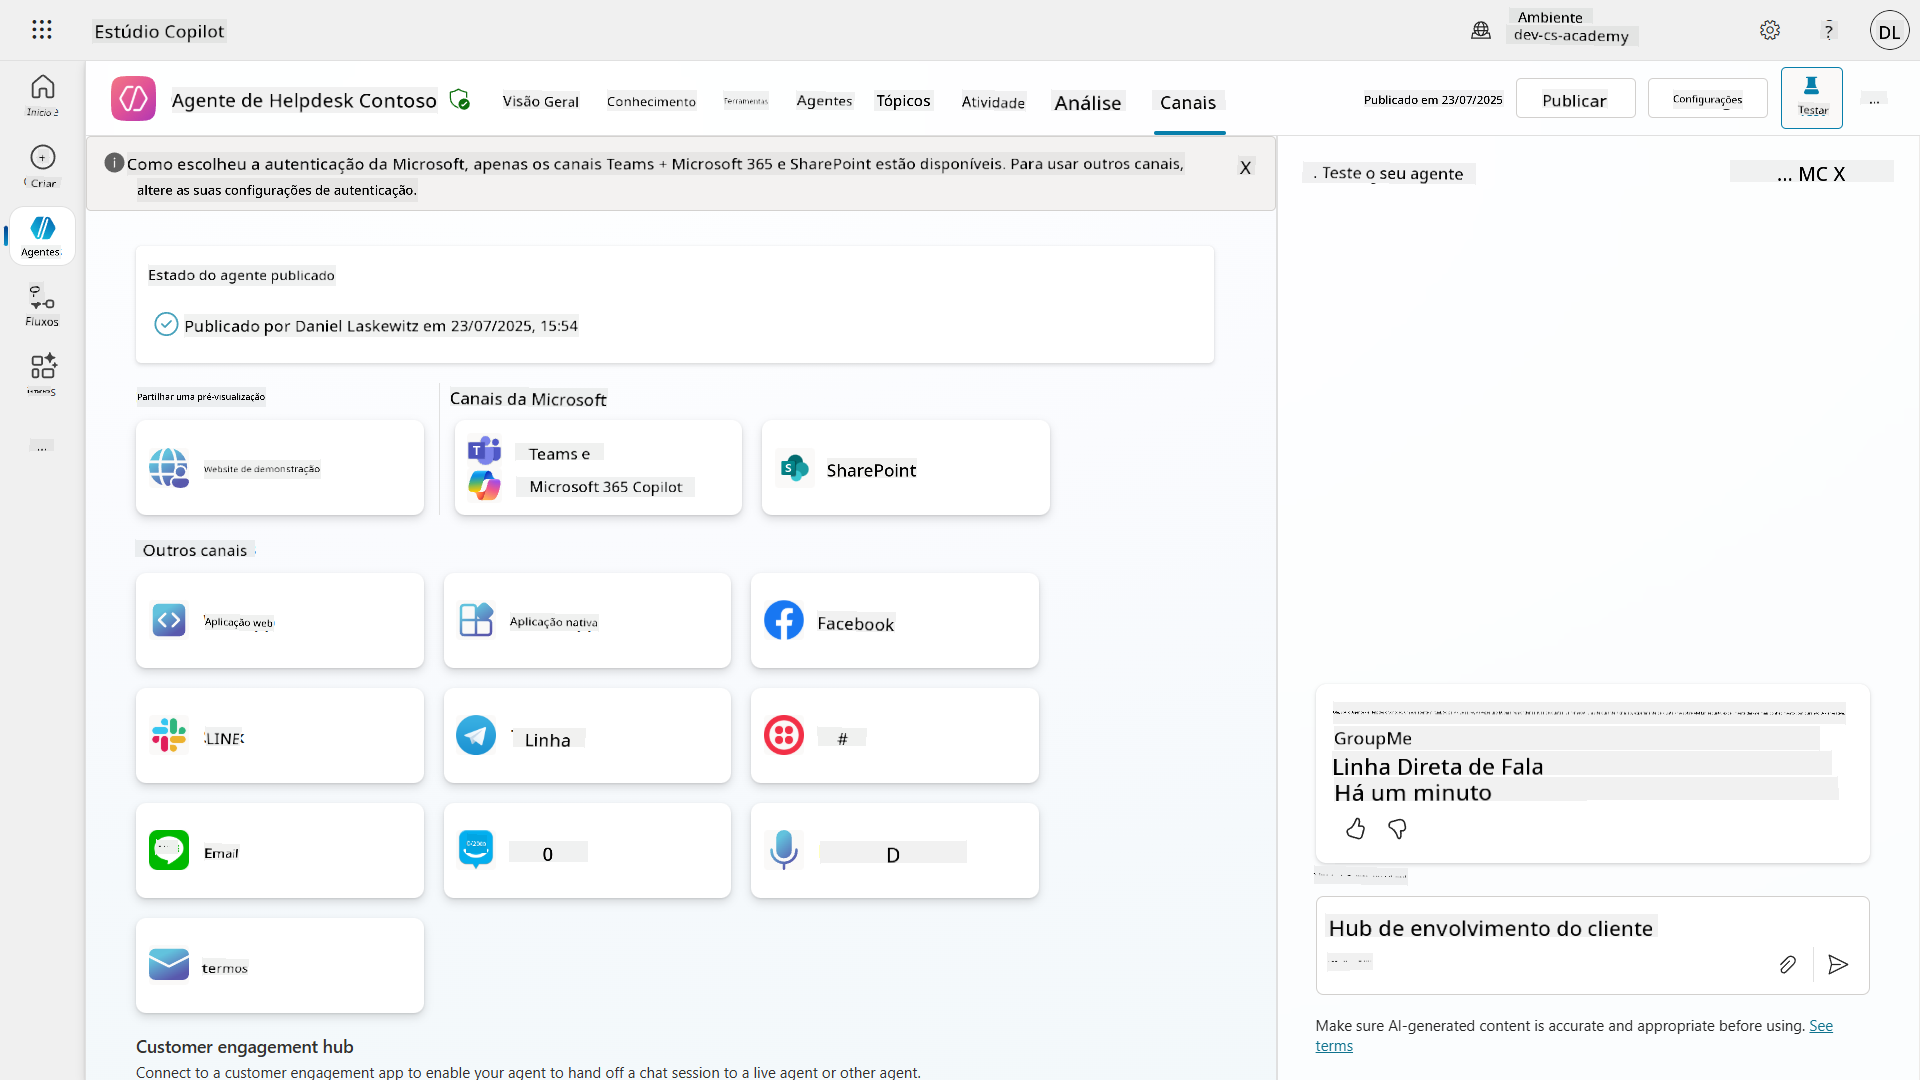 Estúdio Copilot
Ambiente
dev-cs-academy
?
DL
Início
Criar
Agentes
Fluxos
...
Agente de Helpdesk Contoso
Visão Geral
Conhecimento
Ferramentas
Agentes
Tópicos
Atividade
Análise
Canais
Publicado em 23/07/2025
Publicar
Configurações
Testar
...
Como escolheu a autenticação da Microsoft, apenas os canais Teams + Microsoft 365 e SharePoint estão disponíveis. Para usar outros canais,
altere as suas configurações de autenticação.
X
Estado do agente publicado
Publicado por Daniel Laskewitz em 23/07/2025, 15:54
Partilhar uma pré-visualização
Website de demonstração
Canais da Microsoft
Teams e
Microsoft 365 Copilot
SharePoint
Outros canais
Aplicação web
Aplicação nativa
Facebook
LINE
Linha
#
Email
0
D
termos
Customer engagement hub
Connect to a customer engagement app to enable your agent to hand off a chat session to a live agent or other agent.
. Teste o seu agente
... MC X
GroupMe
Linha Direta de Fala
Há um minuto
Hub de envolvimento do cliente
Make sure AI-generated content is accurate and appropriate before using. See
terms